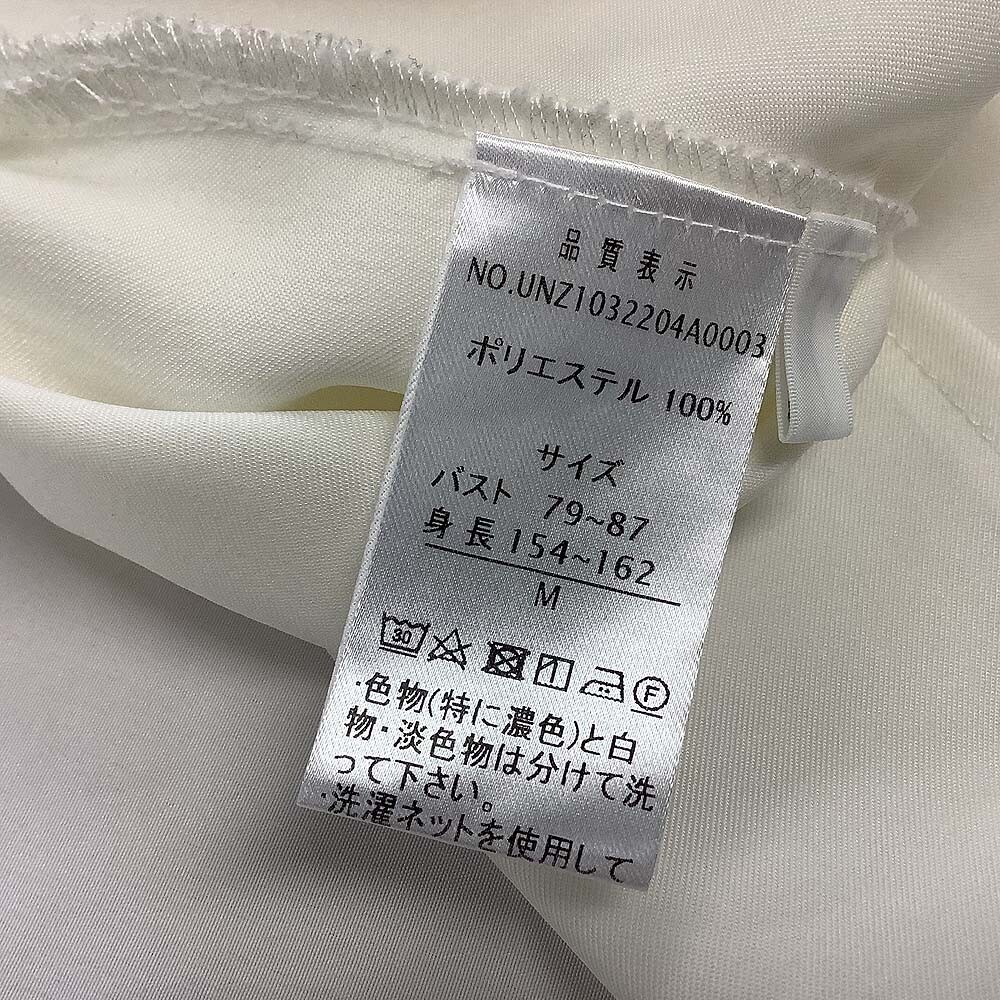 品質表示
NO.UNZ1032204A0003
ポリエステル 100%
サイズ
バスト 79~87
身長 154~162
M
30
F
・色物(特に濃色)と白
物・淡色物は分けて洗
って下さい。
・洗濯ネットを使用して